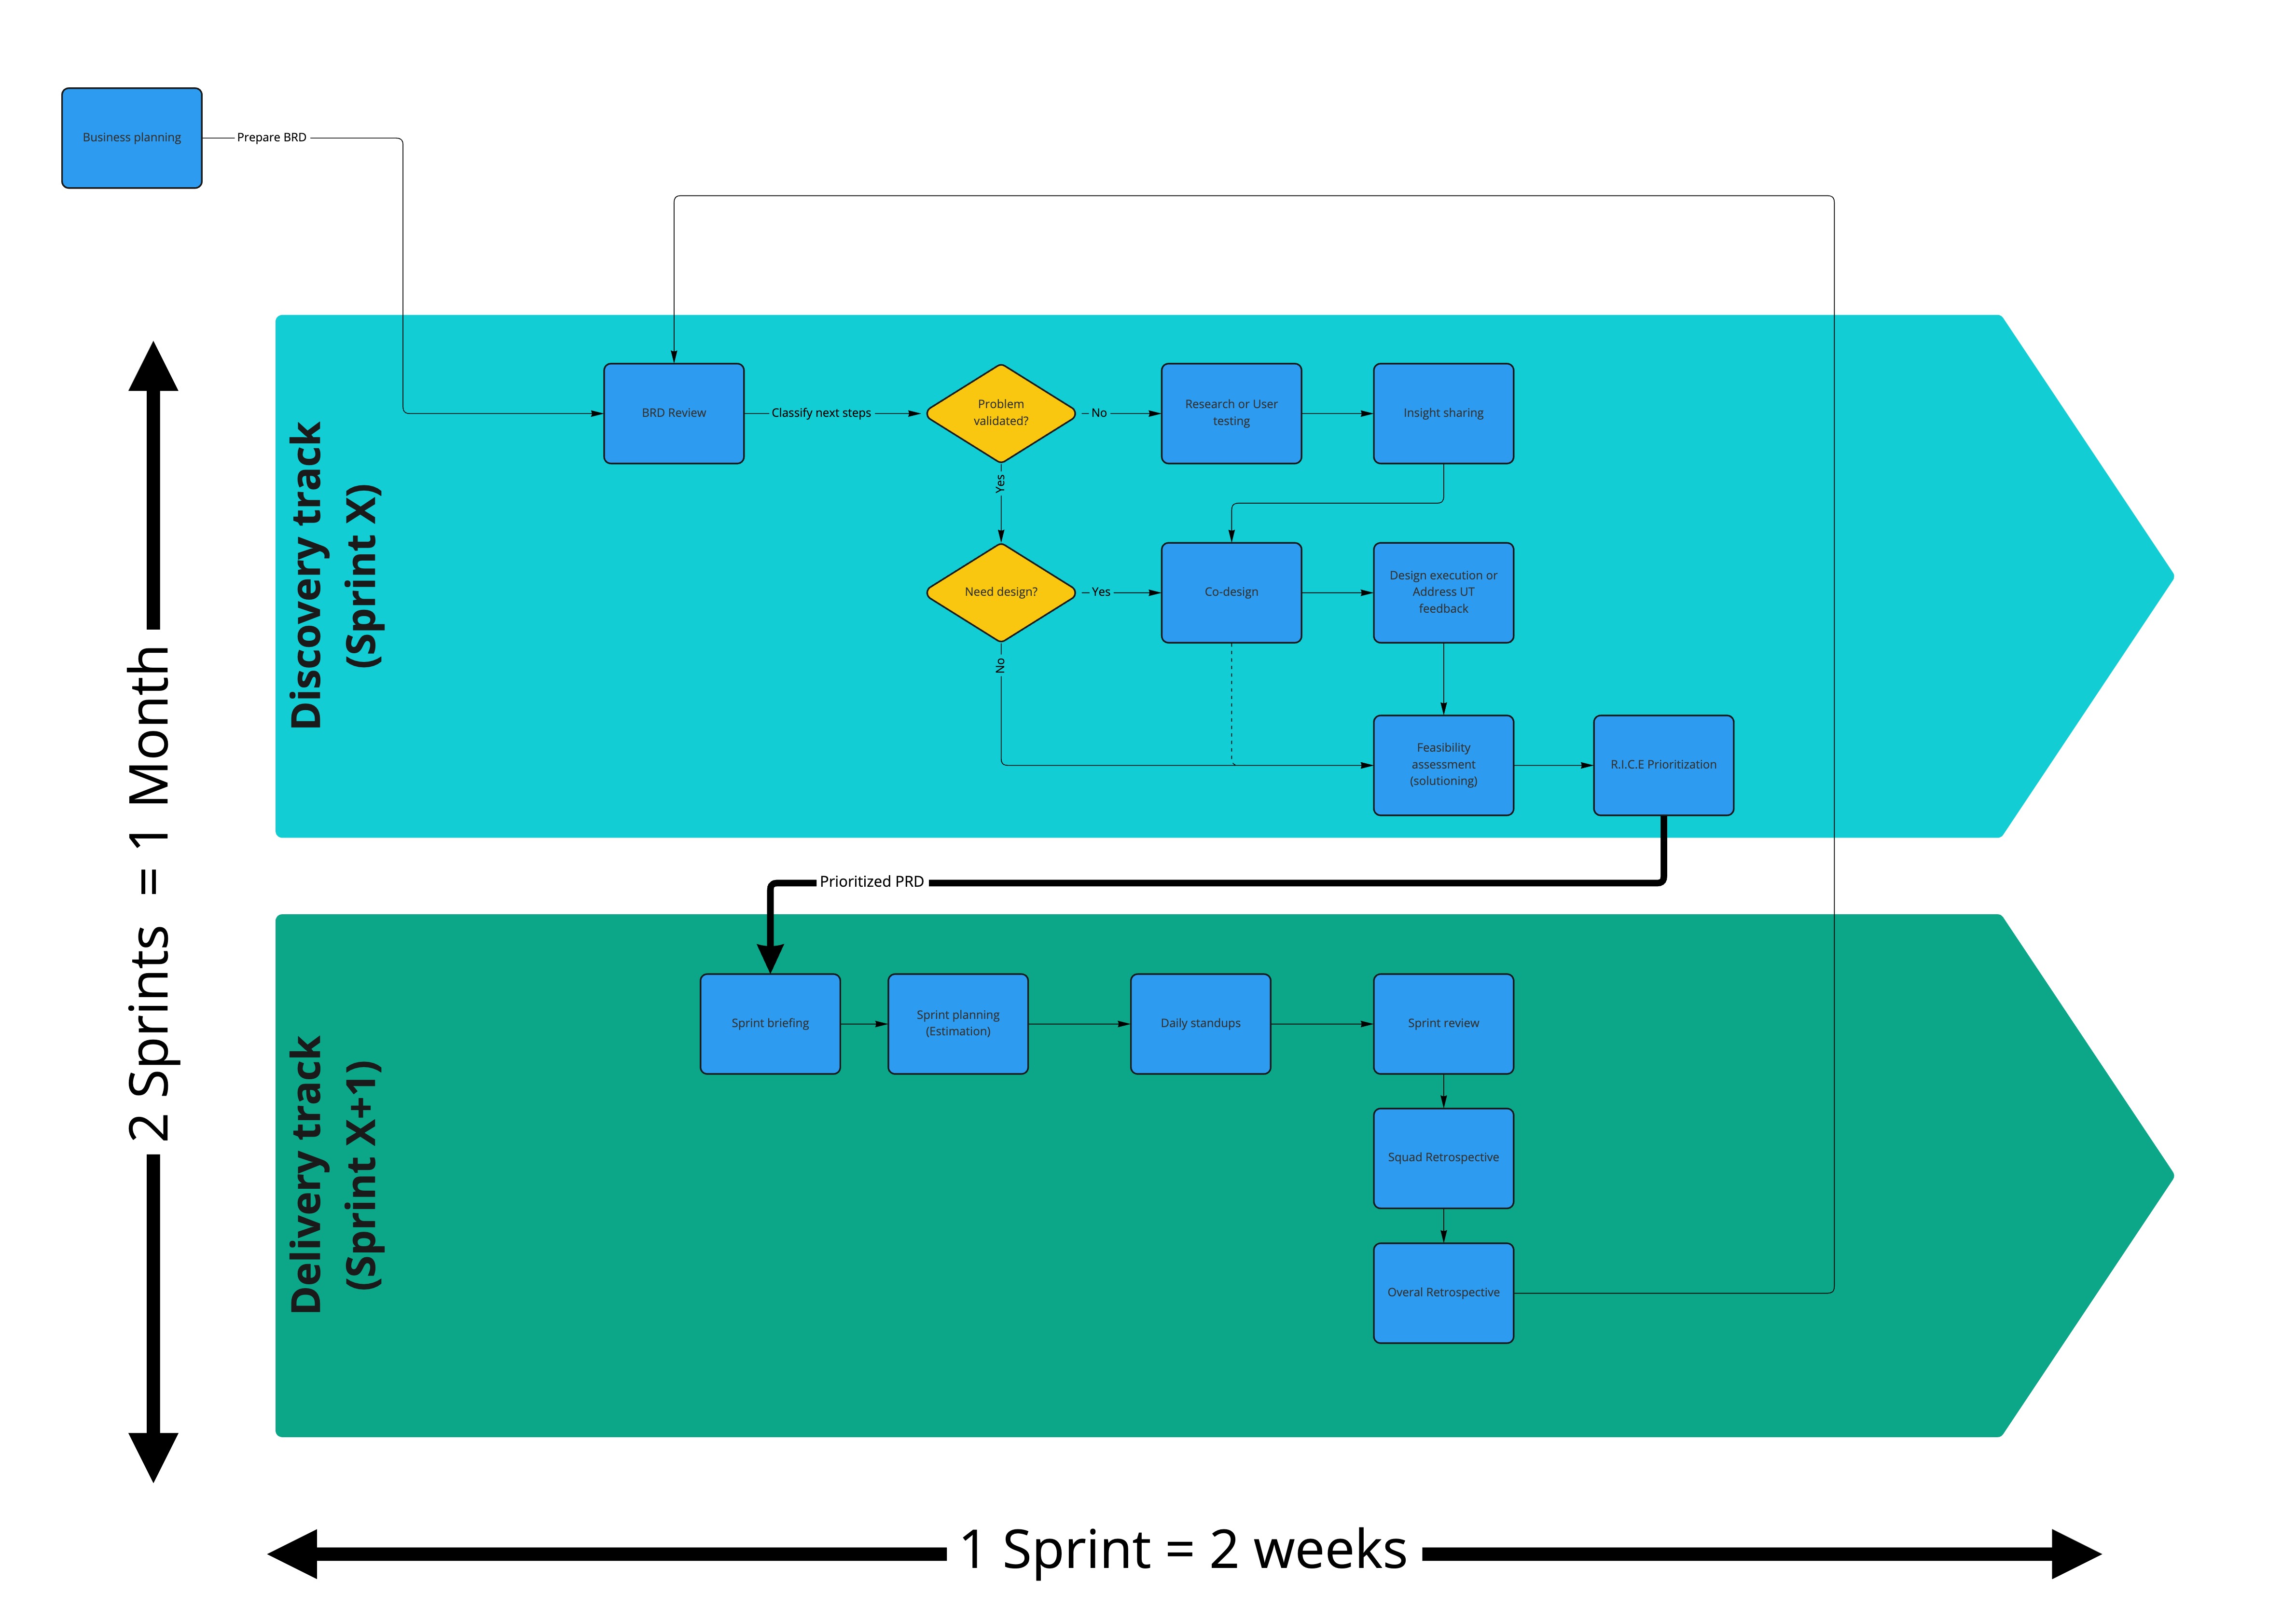 Business planning
Prepare BRD
Discovery track
(Sprint X)
BRD Review
Classify next steps
Problem
validated?
No
Research or User
testing
Insight sharing
Yes
Need design?
Yes
Co-design
Design execution or
Address UT
feedback
No
Feasibility
assessment
(solutioning)
R.I.C.E Prioritization
Prioritized PRD
Delivery track
(Sprint X+1)
Sprint briefing
Sprint planning
(Estimation)
Daily standups
Sprint review
Squad Retrospective
Overal Retrospective
2 Sprints = 1 Month
1 Sprint = 2 weeks